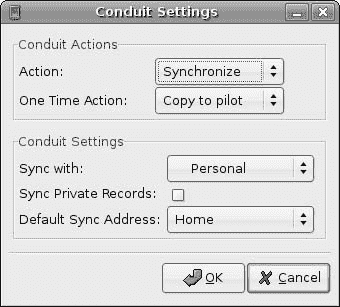 Conduit Settings
Conduit Actions
Action: Synchronize
One Time Action: Copy to pilot
Conduit Settings
Sync with: Personal
Sync Private Records:
Default Sync Address: Home
OK Cancel